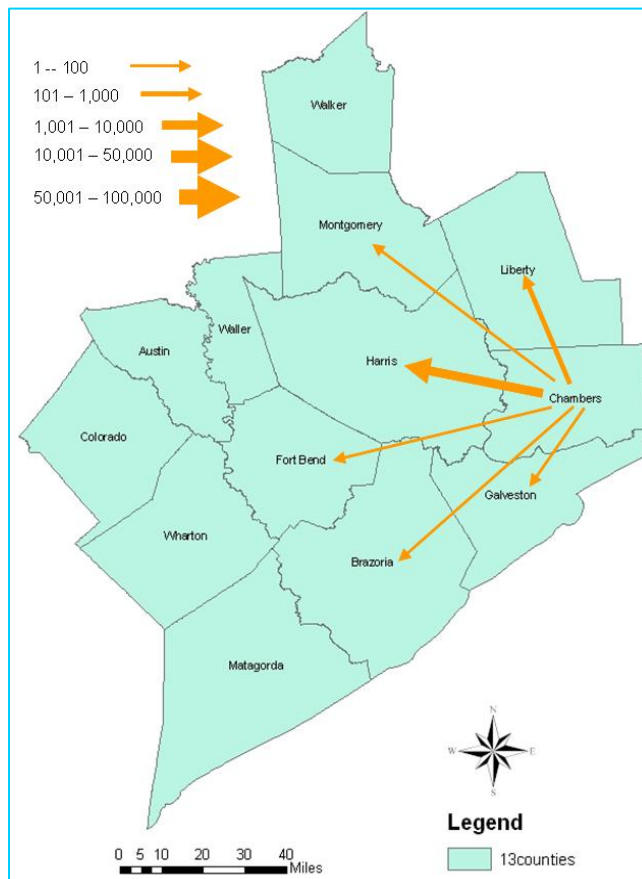 1 -- 100
101 – 1,000
1,001 – 10,000
10,001 – 50,000
50,001 – 100,000
Walker
Montgomery
Liberty
Waller
Austin
Harris
Chambers
Colorado
Fort Bend
Galveston
Wharton
Brazoria
Matagorda
N
W E
S
Legend
13counties
0 5 10 20 30 40
Miles